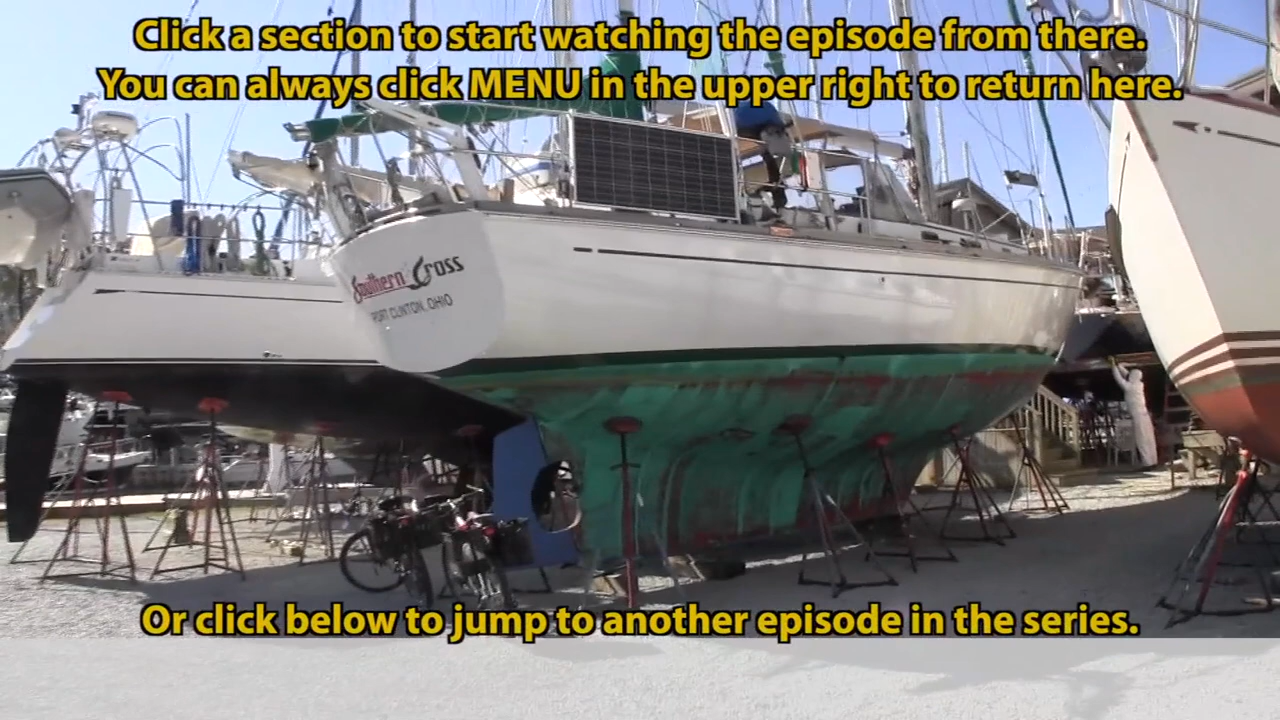 Click a section to start watching the episode from there.
You can always click MENU in the upper right to return here.
Southern Cross
PORT CLINTON, OHIO
Or click below to jump to another episode in the series.